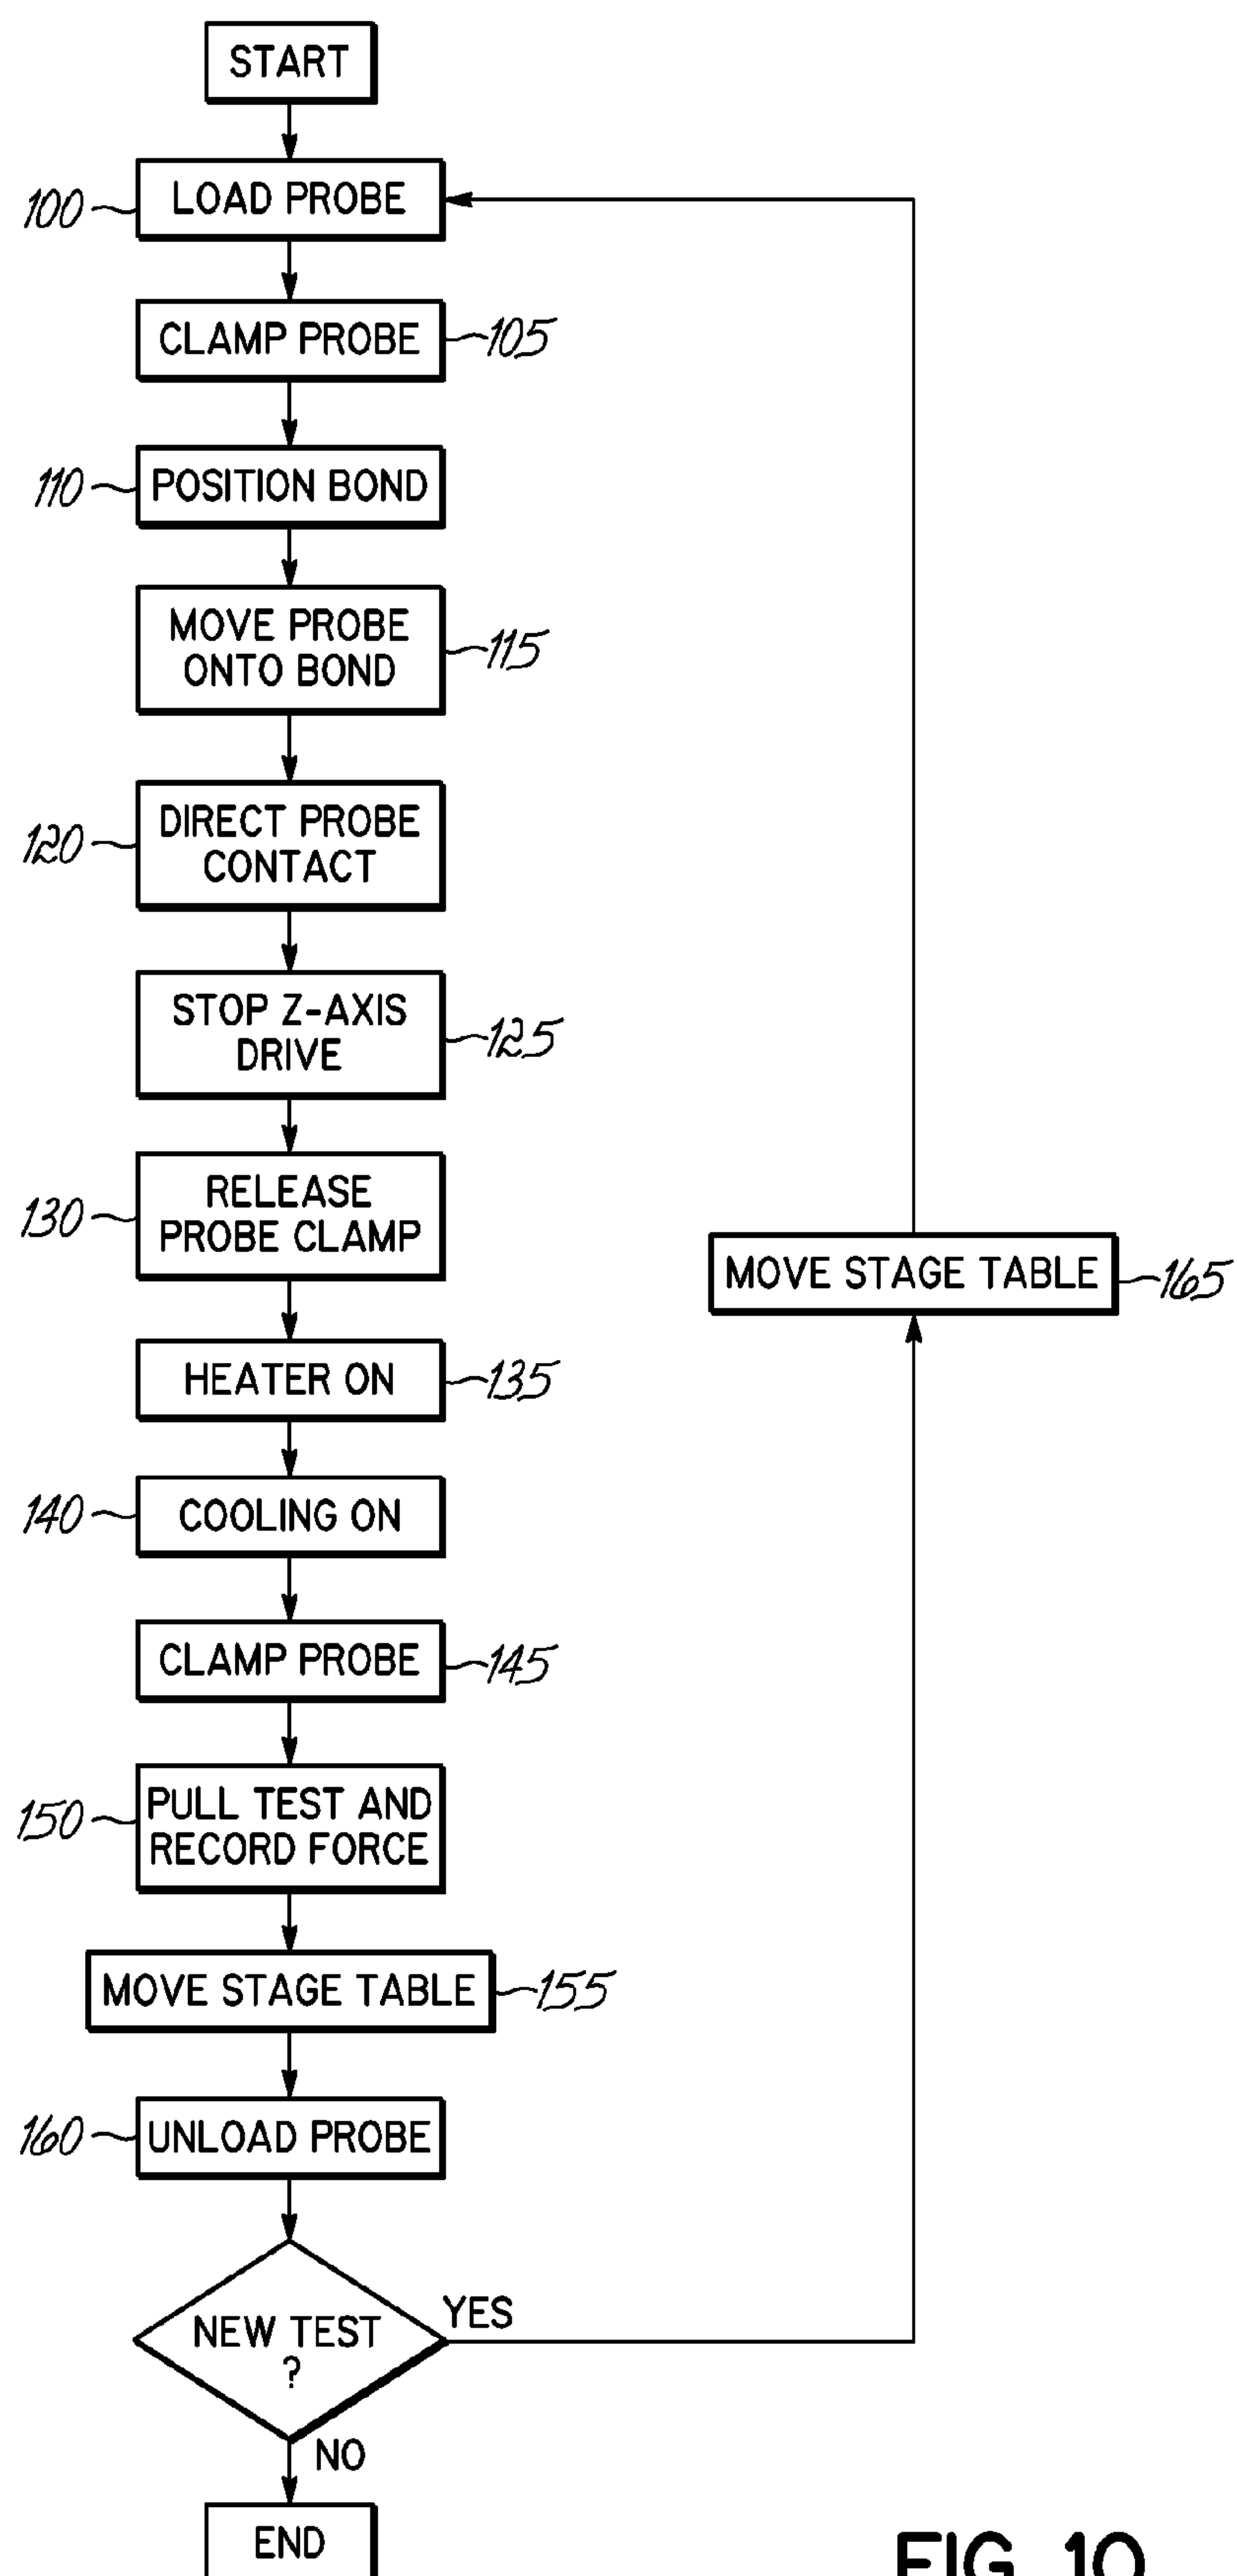 START
100
LOAD PROBE
CLAMP PROBE
105
110
POSITION BOND
MOVE PROBE
ONTO BOND
115
120
DIRECT PROBE
CONTACT
STOP Z-AXIS
DRIVE
125
130
RELEASE
PROBE CLAMP
MOVE STAGE TABLE
165
HEATER ON
135
140
COOLING ON
CLAMP PROBE
145
150
PULL TEST AND
RECORD FORCE
MOVE STAGE TABLE
155
160
UNLOAD PROBE
NEW TEST
?
YES
NO
END
FIG. 10